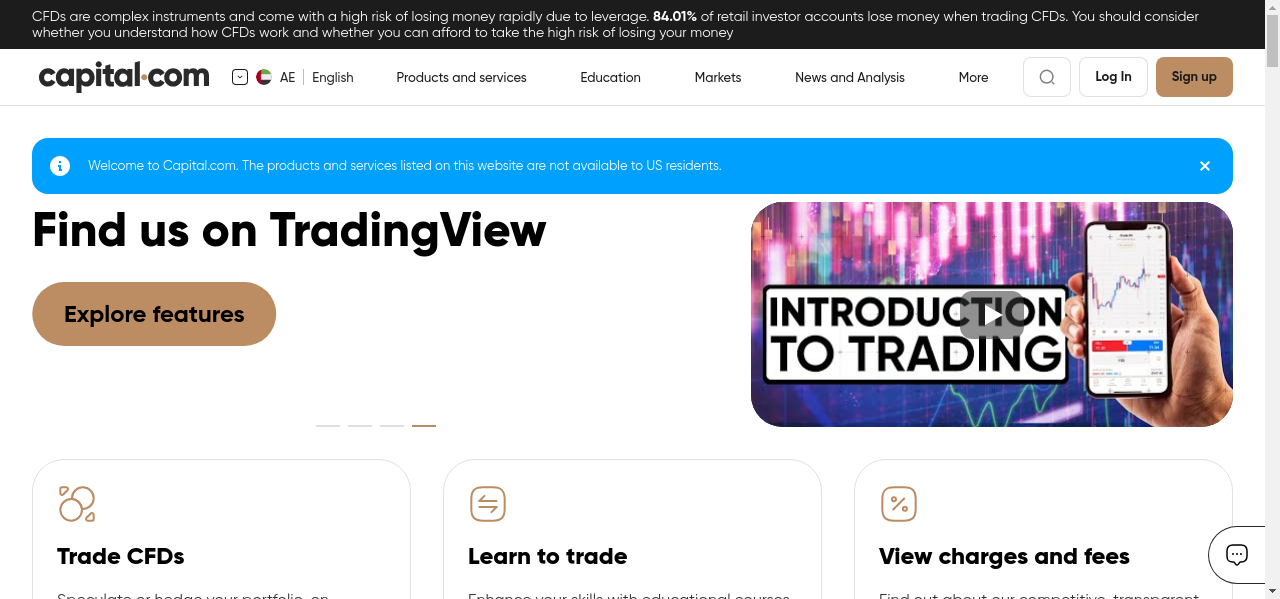 CFDs are complex instruments and come with a high risk of losing money rapidly due to leverage. 84.01% of retail investor accounts lose money when trading CFDs. You should consider
whether you understand how CFDs work and whether you can afford to take the high risk of losing your money
capital.com
AE
English
Products and services
Education
Markets
News and Analysis
More
Log In
Sign up
Welcome to Capital.com. The products and services listed on this website are not available to US residents.
Find us on TradingView
Explore features
INTRODUCTION
TO TRADING
Trade CFDs
Learn to trade
View charges and fees
Speculate or hedge your portfolio, on
Enhance your skills with educational courses
Find out about our competitive, transparent